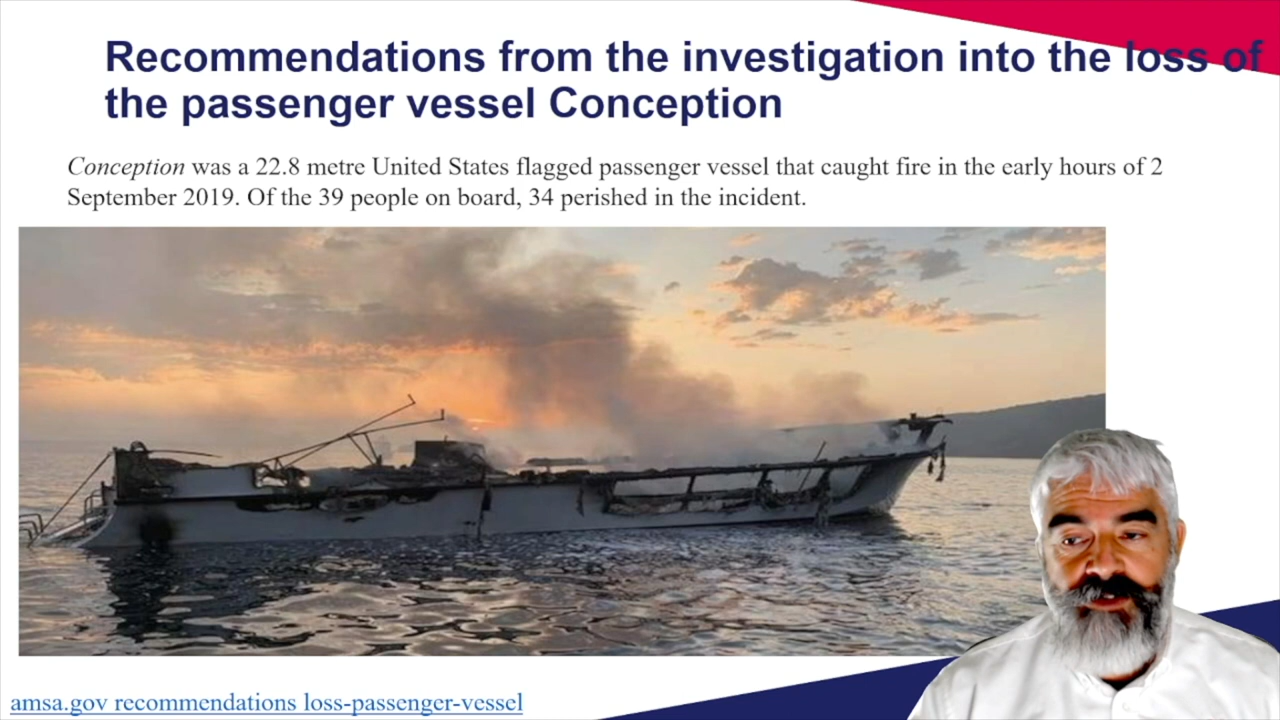 Recommendations from the investigation into the loss of
the passenger vessel Conception
Conception was a 22.8 metre United States flagged passenger vessel that caught fire in the early hours of 2
September 2019. Of the 39 people on board, 34 perished in the incident.
amsa.gov recommendations loss-passenger-vessel